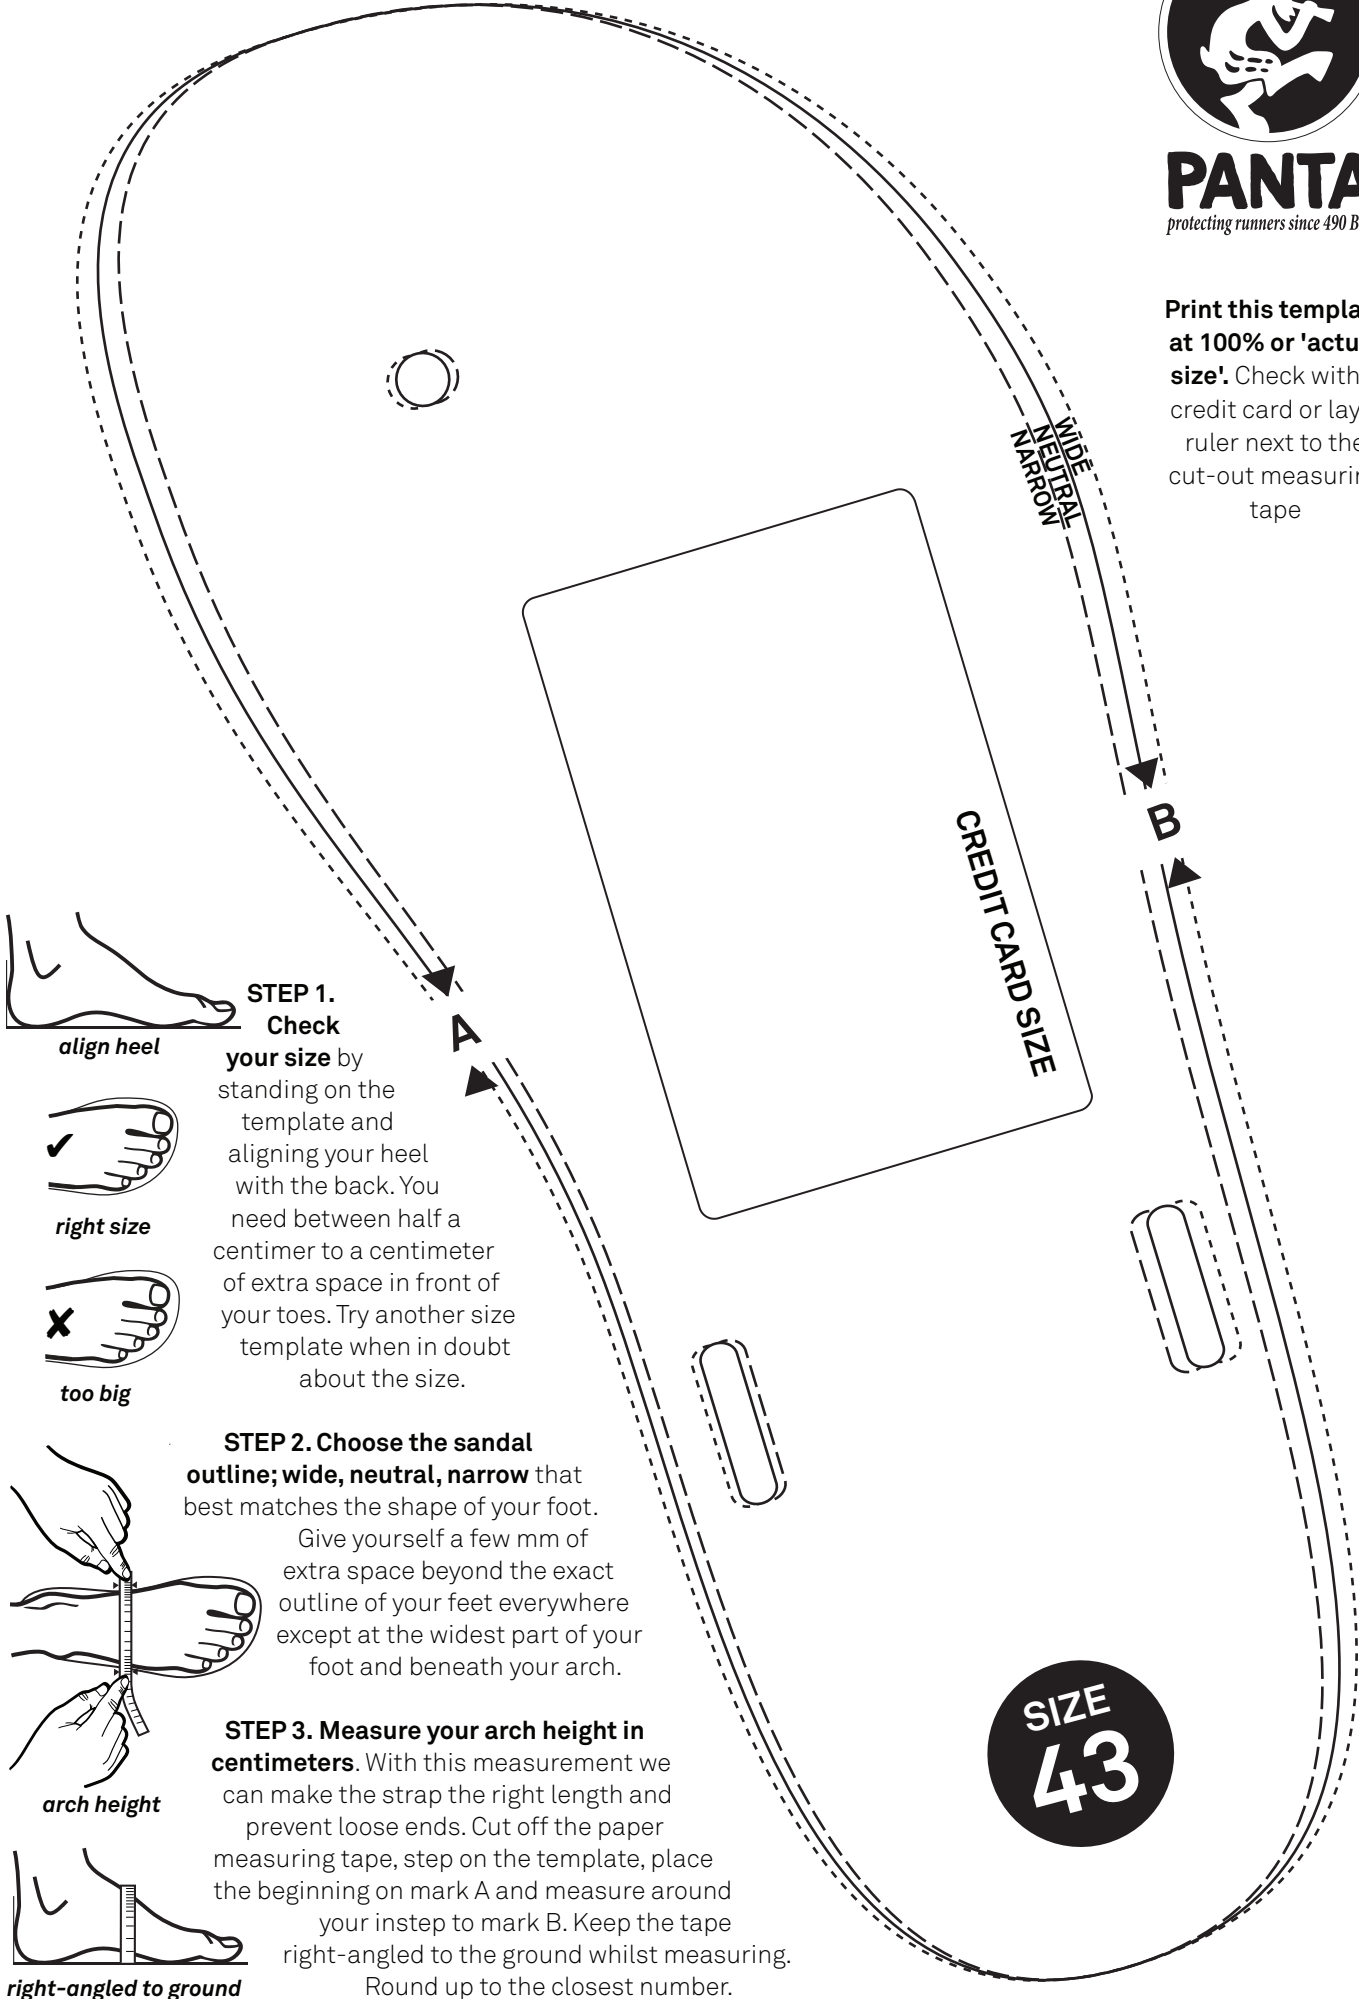 PANTA
protecting runners since 490 B
Print this templa
at 100% or 'actu
size'. Check with
credit card or lay
ruler next to the
cut-out measurin
tape
WIDE
NEUTRAL
NARROW
B
CREDIT CARD SIZE
A
align heel
right size
too big
STEP 1.
Check
your size by
standing on the
template and
aligning your heel
with the back. You
need between half a
centimer to a centimeter
of extra space in front of
your toes. Try another size
template when in doubt
about the size.
STEP 2. Choose the sandal
outline; wide, neutral, narrow that
best matches the shape of your foot.
Give yourself a few mm of
extra space beyond the exact
outline of your feet everywhere
except at the widest part of your
foot and beneath your arch.
arch height
STEP 3. Measure your arch height in
centimeters. With this measurement we
can make the strap the right length and
prevent loose ends. Cut off the paper
measuring tape, step on the template, place
the beginning on mark A and measure around
your instep to mark B. Keep the tape
right-angled to the ground whilst measuring.
Round up to the closest number.
right-angled to ground
SIZE
43